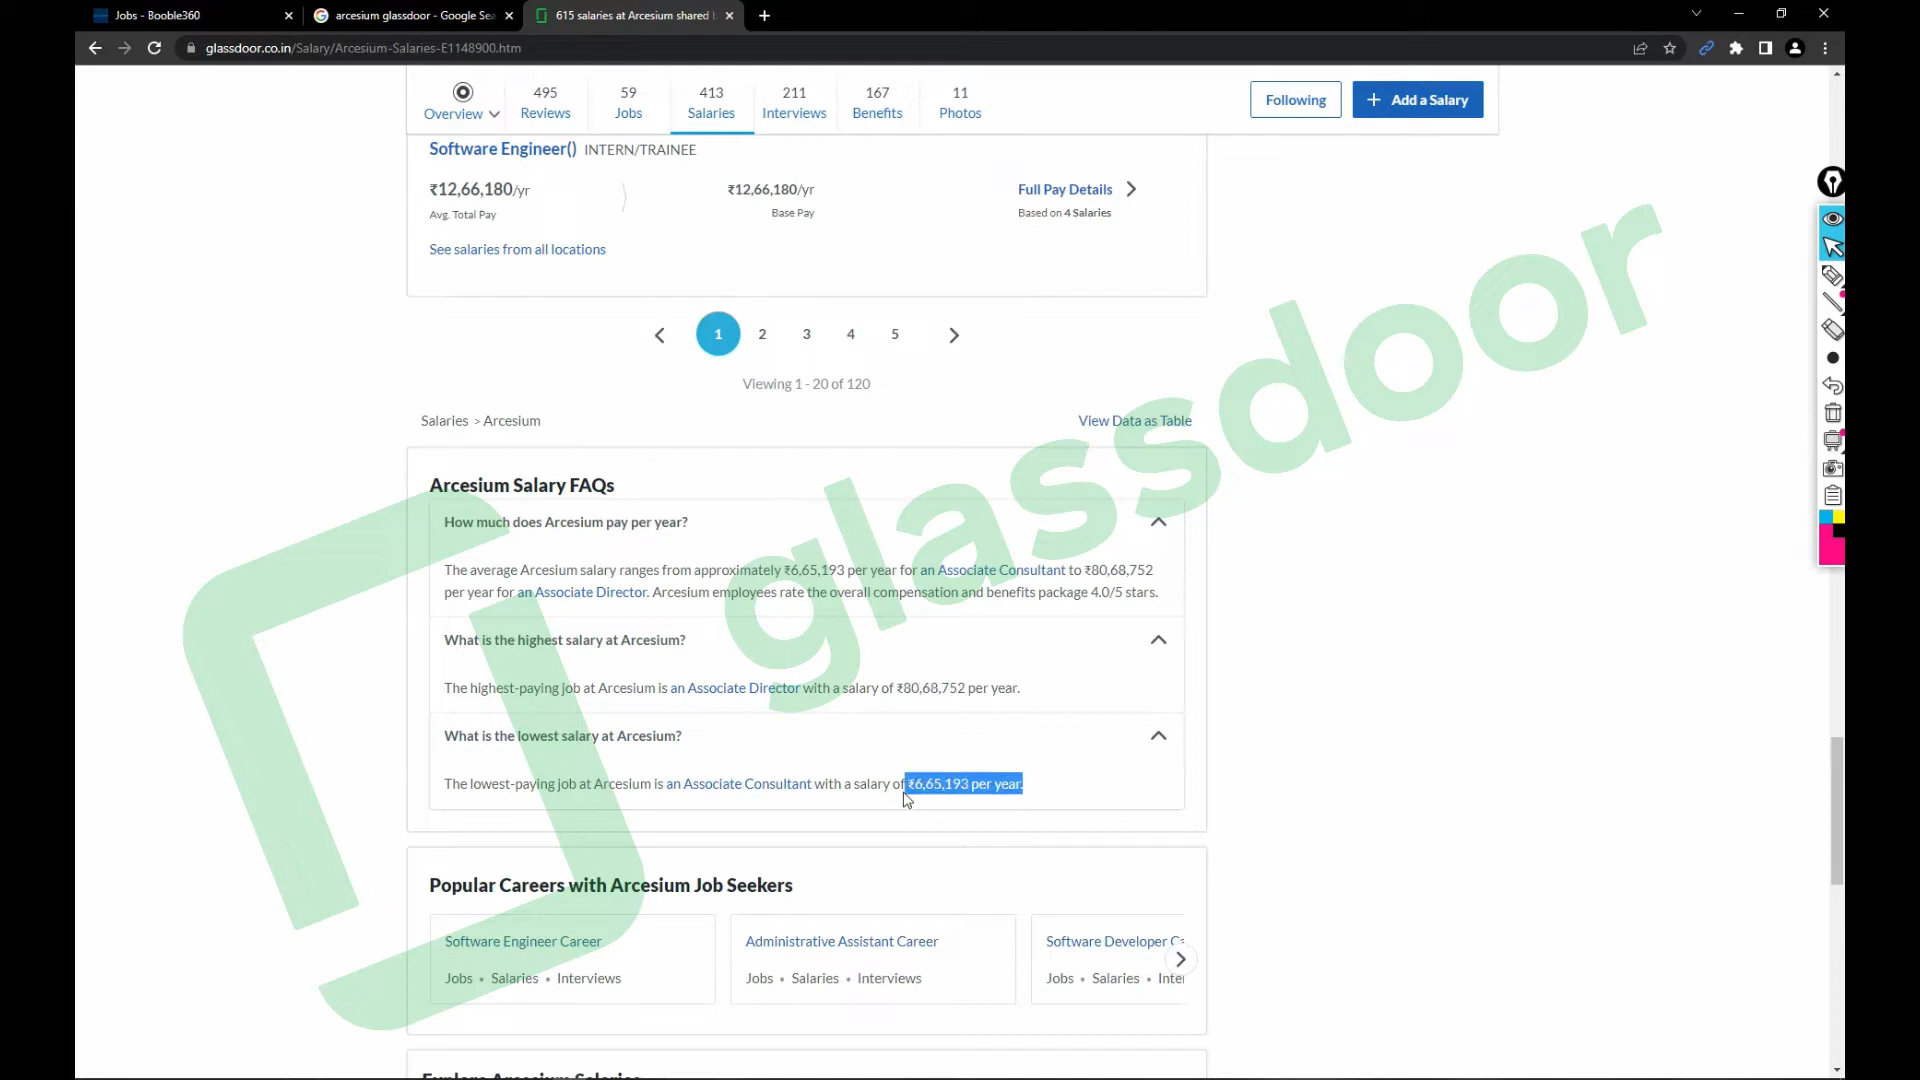 Jobs - Booble360
arcesium glassdoor - Google Sea
615 salaries at Arcesium shared b
glassdoor.co.in/Salary/Arcesium-Salaries-E1148900.htm
Overview
495
Reviews
59
Jobs
413
Salaries
211
Interviews
167
Benefits
11
Photos
Following
+ Add a Salary
Software Engineer() INTERN/TRAINEE
₹12,66,180/yr
₹12,66,180/yr
Full Pay Details
Avg. Total Pay
Base Pay
Based on 4 Salaries
See salaries from all locations
1 2 3 4 5
Viewing 1 - 20 of 120
Salaries > Arcesium
View Data as Table
glassdoor
Arcesium Salary FAQs
How much does Arcesium pay per year?
The average Arcesium salary ranges from approximately ₹6,65,193 per year for an Associate Consultant to ₹80,68,752
per year for an Associate Director. Arcesium employees rate the overall compensation and benefits package 4.0/5 stars.
What is the highest salary at Arcesium?
The highest-paying job at Arcesium is an Associate Director with a salary of ₹80,68,752 per year.
What is the lowest salary at Arcesium?
The lowest-paying job at Arcesium is an Associate Consultant with a salary of ₹6,65,193 per year.
Popular Careers with Arcesium Job Seekers
Software Engineer Career
Jobs • Salaries • Interviews
Administrative Assistant Career
Jobs • Salaries • Interviews
Software Developer Ca
Jobs • Salaries • Inter
Explore Arcesium Salaries